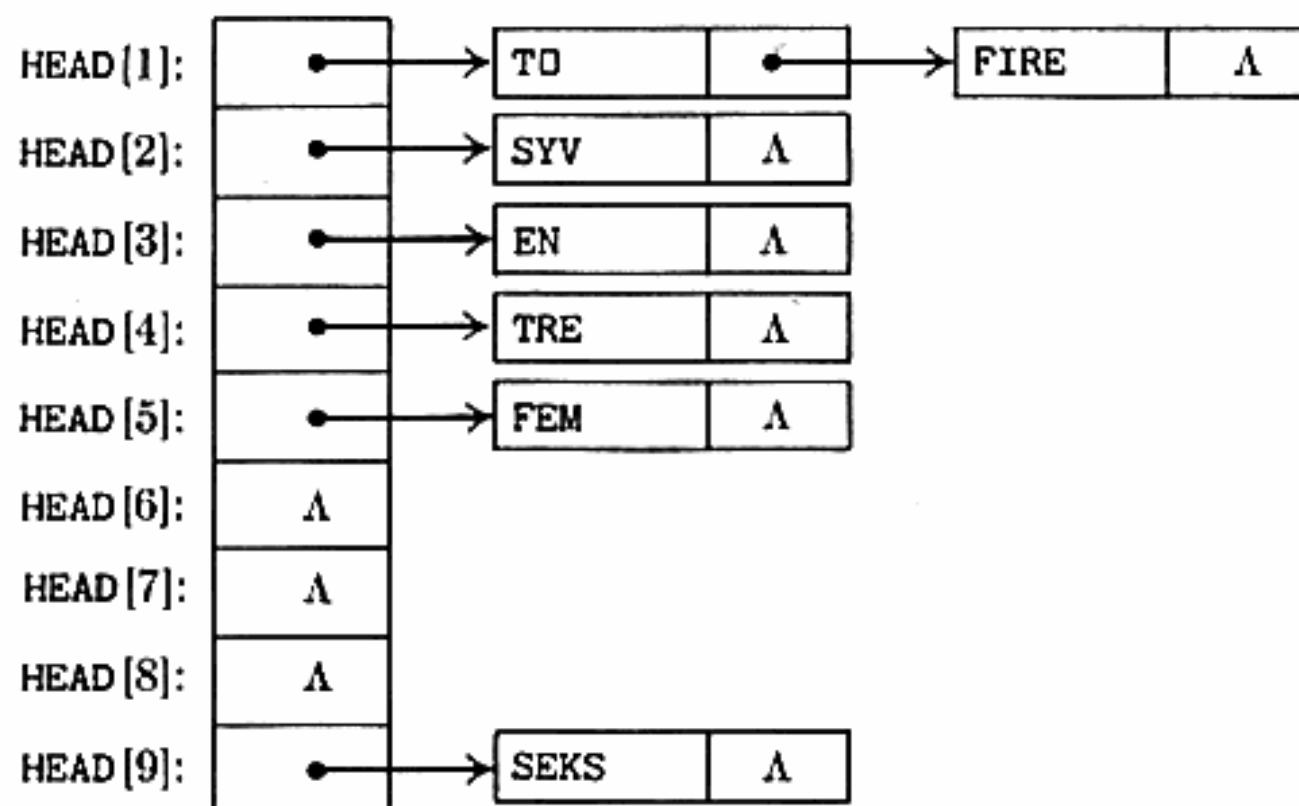 HEAD[1]: TO FIRE Λ
HEAD[2]: SYV Λ
HEAD[3]: EN Λ
HEAD[4]: TRE Λ
HEAD[5]: FEM Λ
HEAD[6]: Λ
HEAD[7]: Λ
HEAD[8]: Λ
HEAD[9]: SEKS Λ